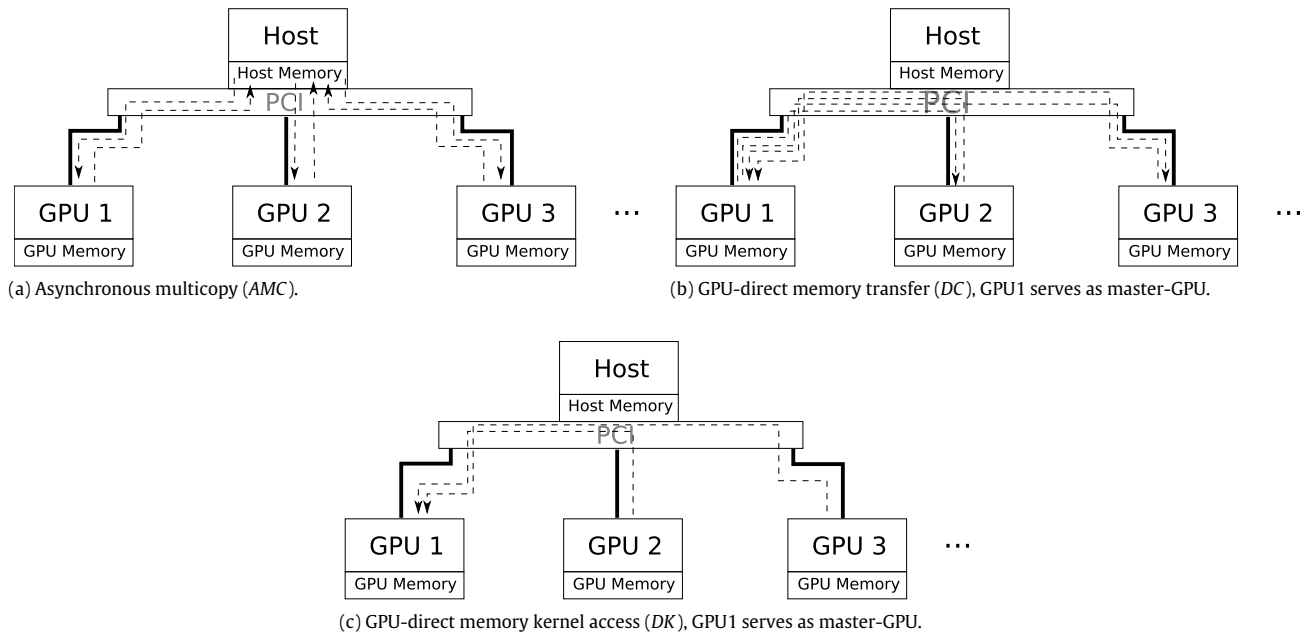 Host
Host Memory
PCI
GPU 1
GPU Memory
GPU 2
GPU Memory
GPU 3
GPU Memory
...
(a) Asynchronous multicopy (AMC).
Host
Host Memory
PCI
GPU 1
GPU Memory
GPU 2
GPU Memory
GPU 3
GPU Memory
...
(b) GPU-direct memory transfer (DC), GPU1 serves as master-GPU.
Host
Host Memory
PCI
GPU 1
GPU Memory
GPU 2
GPU Memory
GPU 3
GPU Memory
...
(c) GPU-direct memory kernel access (DK), GPU1 serves as master-GPU.